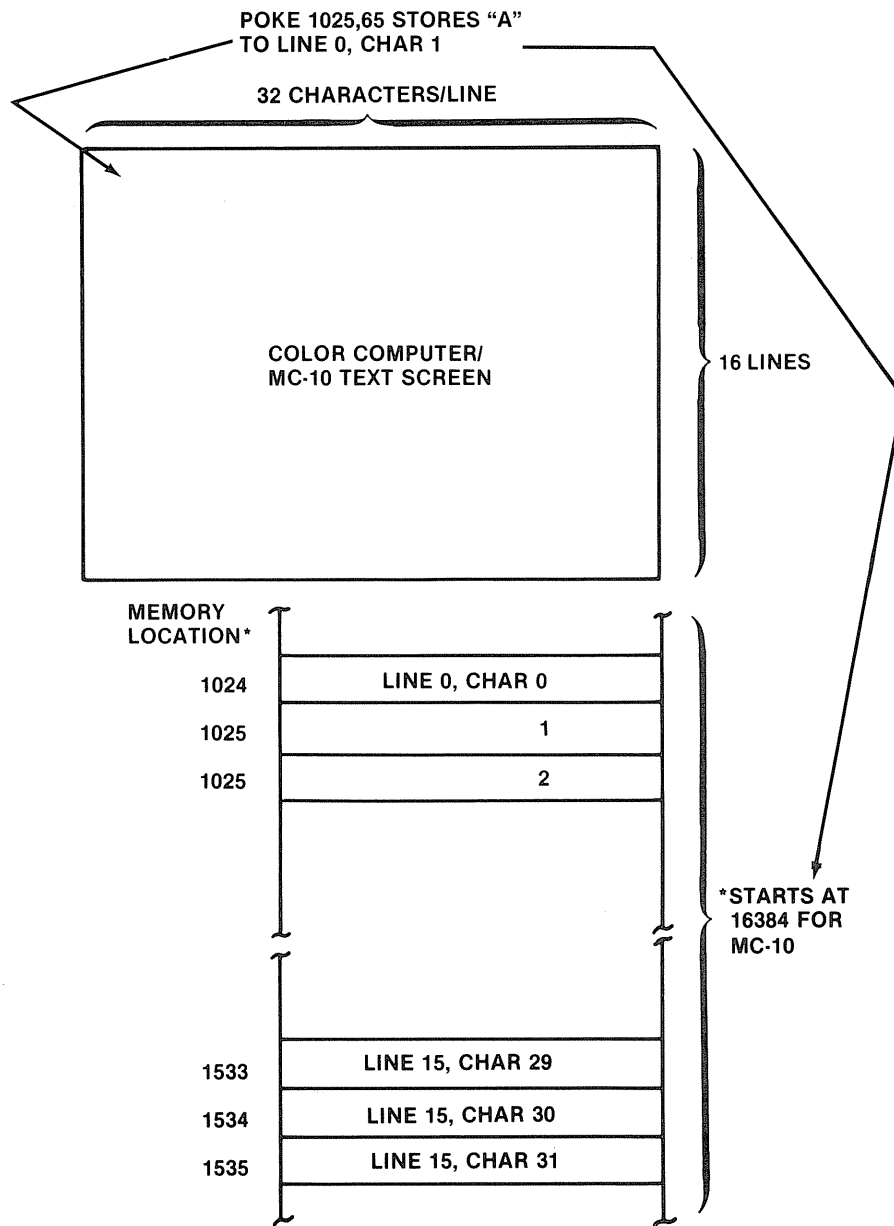 POKE 1025,65 STORES “A”
TO LINE 0, CHAR 1
32 CHARACTERS/LINE
COLOR COMPUTER/
MC-10 TEXT SCREEN
16 LINES
MEMORY
LOCATION*
1024 LINE 0, CHAR 0
1025 1
1025 2
*STARTS AT
16384 FOR
MC-10
1533 LINE 15, CHAR 29
1534 LINE 15, CHAR 30
1535 LINE 15, CHAR 31